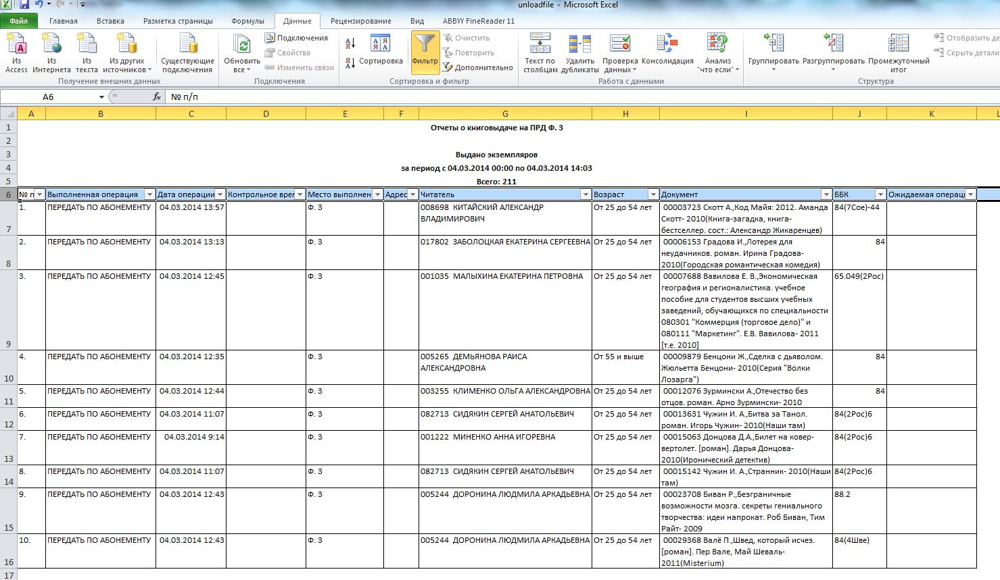 unloadfile - Microsoft Excel
Файл Главная Вставка Разметка страницы Формулы Данные Рецензирование Вид ABBYY FineReader 11
Из Access Из Интернета Из текста Из других источников Существующие подключения
Получение внешних данных
Обновить все Подключения Свойства Изменить связи
Подключения
Сортировка Фильтр Очистить Повторить Дополнительно
Сортировка и фильтр
Текст по столбцам Удалить дубликаты Проверка данных Консолидация Анализ "что если"
Работа с данными
Группировать Разгруппировать Промежуточный итог Отобразить де Скрыть детали
Структура
A6 fx № п/п
A B C D E F G H I J K L
1 Отчеты о книговыдаче на ПРД Ф. 3
2
3 Выдано экземпляров
4 за период с 04.03.2014 00:00 по 04.03.2014 14:03
5 Всего: 211
6 № п Выполненная операция Дата операции Контрольное врем Место выполнен Адрес Читатель Возраст Документ ББК Ожидаемая операц
1. ПЕРЕДАТЬ ПО АБОНЕМЕНТУ 04.03.2014 13:57 Ф. 3 008698 КИТАЙСКИЙ АЛЕКСАНДР От 25 до 54 лет 00003723 Скотт А.,Код Майя: 2012. Аманда 84(7Сое)-44
ВЛАДИМИРОВИЧ Скотт- 2010(Книга-загадка, книга-
7 бестселлер. сост.: Александр Жикаренцев)
2. ПЕРЕДАТЬ ПО АБОНЕМЕНТУ 04.03.2014 13:13 Ф. 3 017802 ЗАБОЛОЦКАЯ ЕКАТЕРИНА СЕРГЕЕВНА От 25 до 54 лет 00006153 Градова И.,Лотерея для 84
неудачников. роман. Ирина Градова-
8 2010(Городская романтическая комедия)
3. ПЕРЕДАТЬ ПО АБОНЕМЕНТУ 04.03.2014 12:45 Ф. 3 001035 МАЛЫХИНА ЕКАТЕРИНА ПЕТРОВНА От 25 до 54 лет 00007688 Вавилова Е. В.,Экономическая 65.049(2Рос)
география и регионалистика. учебное
пособие для студентов высших учебных
заведений, обучающихся по специальности
080301 "Коммерция (торговое дело)" и
080111 "Маркетинг". Е.В. Вавилова- 2011
9 [т.е. 2010]
4. ПЕРЕДАТЬ ПО АБОНЕМЕНТУ 04.03.2014 12:35 Ф. 3 005265 ДЕМЬЯНОВА РАИСА От 55 и выше 00009879 Бенцони Ж.,Сделка с дьяволом. 84
АЛЕКСАНДРОВНА Жюльетта Бенцони- 2010(Серия "Волки
10 Лозарга")
5. ПЕРЕДАТЬ ПО АБОНЕМЕНТУ 04.03.2014 12:44 Ф. 3 003255 КЛИМЕНКО ОЛЬГА АЛЕКСАНДРОВНА От 25 до 54 лет 00012076 Зурмински А.,Отечество без 84
11 отцов. роман. Арно Зурмински- 2010
6. ПЕРЕДАТЬ ПО АБОНЕМЕНТУ 04.03.2014 11:07 Ф. 3 082713 СИДЯКИН СЕРГЕЙ АНАТОЛЬЕВИЧ От 25 до 54 лет 00013631 Чужин И. А.,Битва за Танол. 84(2Рос)6
12 роман. Игорь Чужин- 2010(Наши там)
7. ПЕРЕДАТЬ ПО АБОНЕМЕНТУ 04.03.2014 9:14 Ф. 3 001222 МИНЕНКО АННА ИГОРЕВНА От 25 до 54 лет 00015063 Донцова Д.А.,Билет на ковер- 84(2Рос)6
вертолет. [роман]. Дарья Донцова-
13 2010(Иронический детектив)
8. ПЕРЕДАТЬ ПО АБОНЕМЕНТУ 04.03.2014 11:07 Ф. 3 082713 СИДЯКИН СЕРГЕЙ АНАТОЛЬЕВИЧ От 25 до 54 лет 00015142 Чужин И. А.,Странник- 2010(Наши 84(2Рос)6
14 там)
9. ПЕРЕДАТЬ ПО АБОНЕМЕНТУ 04.03.2014 12:43 Ф. 3 005244 ДОРОНИНА ЛЮДМИЛА АРКАДЬЕВНА От 25 до 54 лет 00023708 Биван Р.,Безграничные 88.2
возможности мозга. секреты гениального
творчества: идеи напрокат. Роб Биван, Тим
15 Райт- 2009
10. ПЕРЕДАТЬ ПО АБОНЕМЕНТУ 04.03.2014 12:43 Ф. 3 005244 ДОРОНИНА ЛЮДМИЛА АРКАДЬЕВНА От 25 до 54 лет 00029368 Валё П.,Швед, который исчез. 84(4Шве)
[роман]. Пер Вале, Май Шеваль-
16 2011(Misterium)
17